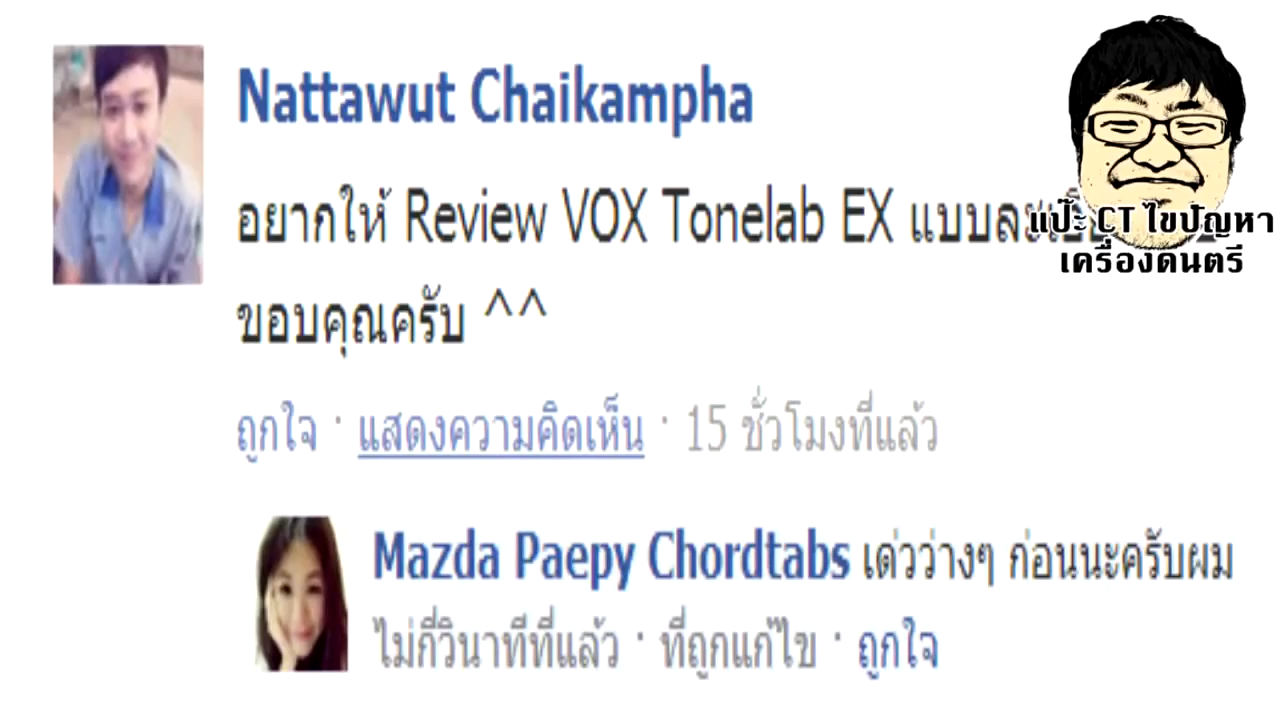 Nattawut Chaikampha
อยากให้ Review VOX Tonelab EX แบบ
ขอบคุณครับ ^^
ถูกใจ · แสดงความคิดเห็น · 15 ชั่วโมงที่แล้ว
Mazda Paepy Chordtabs เด่วว่างๆ ก่อนนะครับผม
ไม่กี่วินาทีที่แล้ว · ที่ถูกแก้ไข · ถูกใจ
แป๊ะ CT ไขปัญหา
เครื่องดนตรี